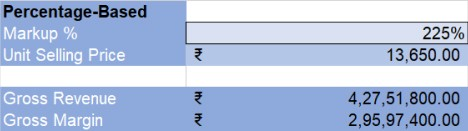 Percentage-Based
Markup % 225%
Unit Selling Price ₹ 13,650.00
Gross Revenue ₹ 4,27,51,800.00
Gross Margin ₹ 2,95,97,400.00